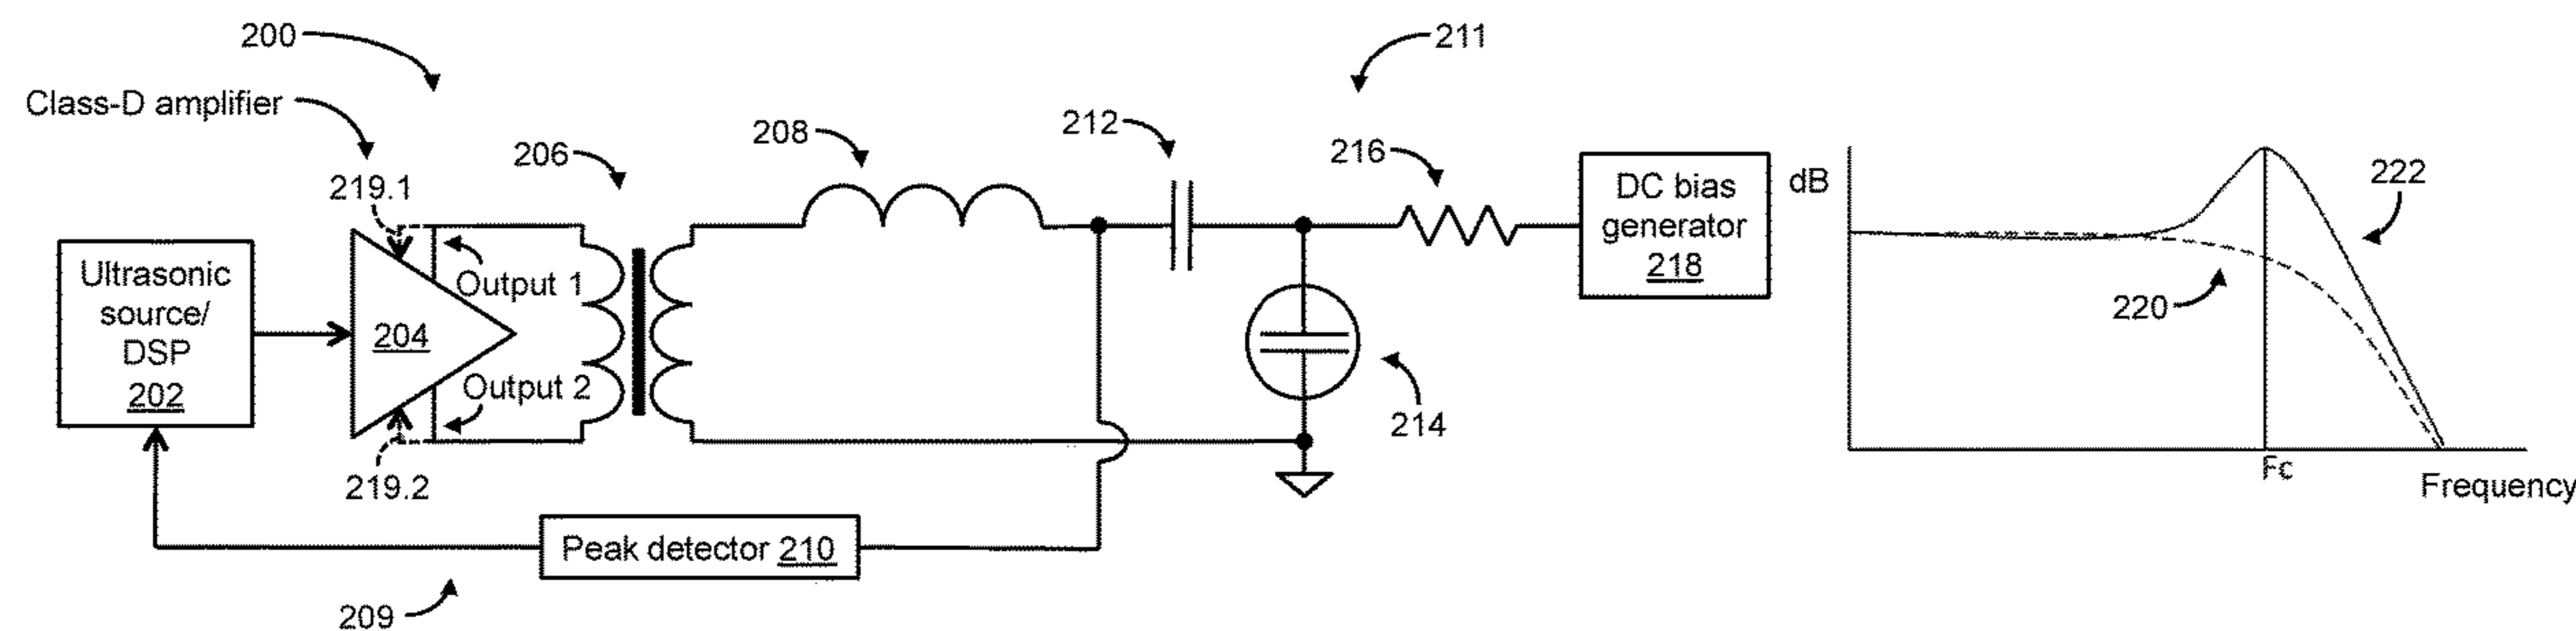 200
211
Class-D amplifier
212
208
206
216
219.1
DC bias
generator
218
dB
222
Ultrasonic
source/
DSP
202
Output 1
204
220
Output 2
214
219.2
Fc
Frequency
Peak detector 210
209